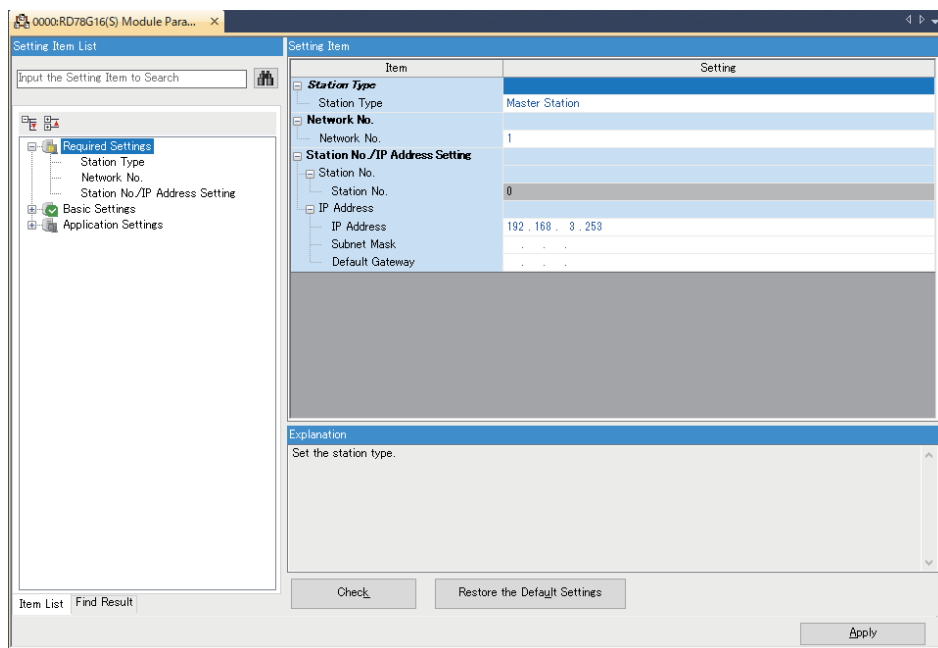 0000:RD78G16(S) Module Para...
Setting Item List
Input the Setting Item to Search
Required Settings
Station Type
Network No.
Station No./IP Address Setting
Basic Settings
Application Settings
Item List Find Result
Setting Item
Item Setting
Station Type
Station Type Master Station
Network No.
Network No. 1
Station No./IP Address Setting
Station No.
Station No. 0
IP Address
IP Address 192 . 168 . 3 . 253
Subnet Mask . . .
Default Gateway . . .
Explanation
Set the station type.
Check Restore the Default Settings
Apply